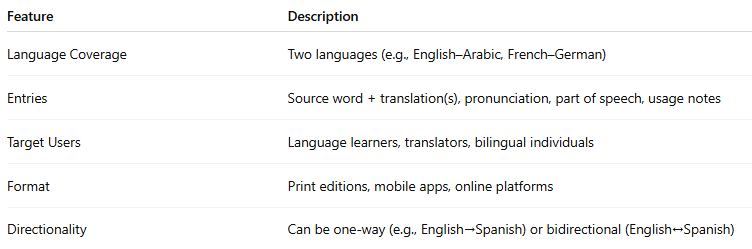 Feature Description
Language Coverage Two languages (e.g., English–Arabic, French–German)
Entries Source word + translation(s), pronunciation, part of speech, usage notes
Target Users Language learners, translators, bilingual individuals
Format Print editions, mobile apps, online platforms
Directionality Can be one-way (e.g., English→Spanish) or bidirectional (English↔Spanish)